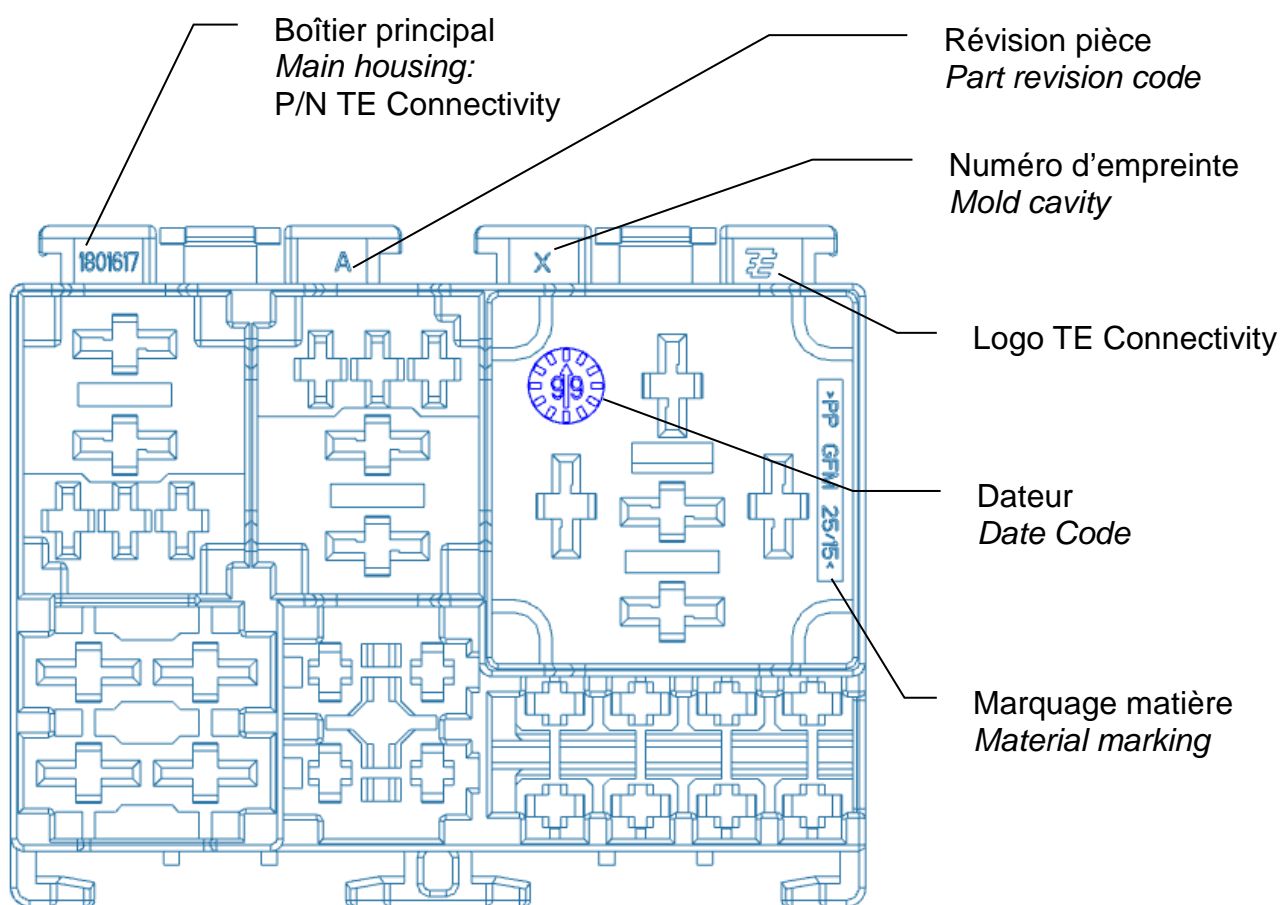 Boîtier principal
Main housing:
P/N TE Connectivity
Révision pièce
Part revision code
Numéro d’empreinte
Mold cavity
1801617
A
X
Logo TE Connectivity
99
>PP GFM 25/15<
Dateur
Date Code
Marquage matière
Material marking